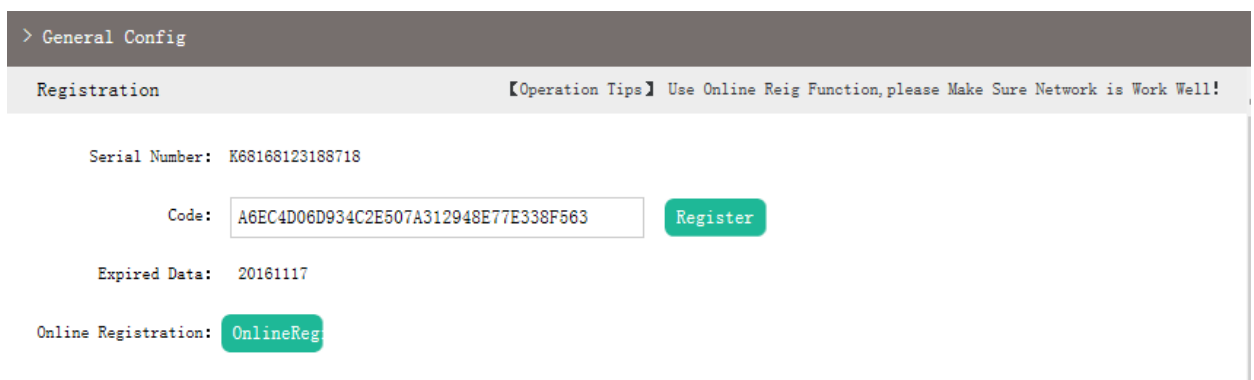 > General Config
Registration 【Operation Tips】 Use Online Reig Function,please Make Sure Network is Work Well!
Serial Number: K68168123188718
Code: A6EC4D06D934C2E507A312948E77E338F563 Register
Expired Data: 20161117
Online Registration: OnlineReg